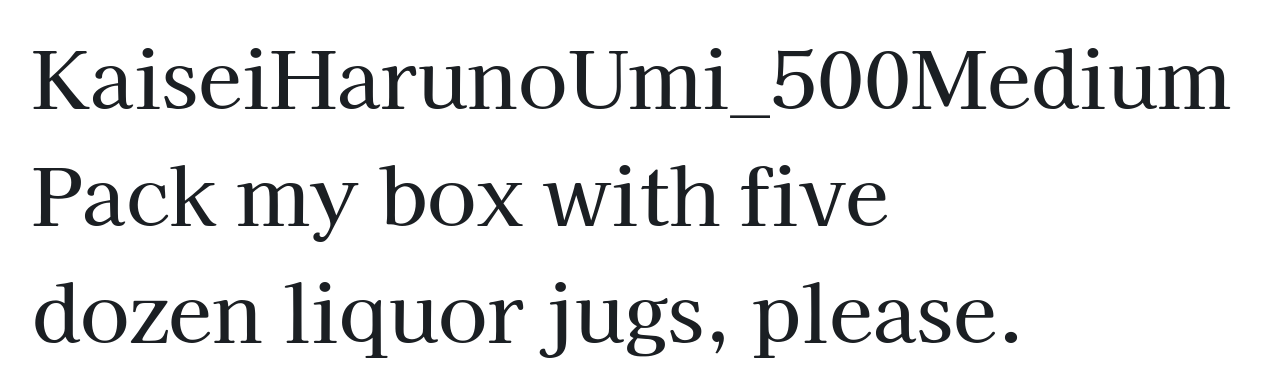 KaiseiHarunoUmi_500Medium
Pack my box with five
dozen liquor jugs, please.